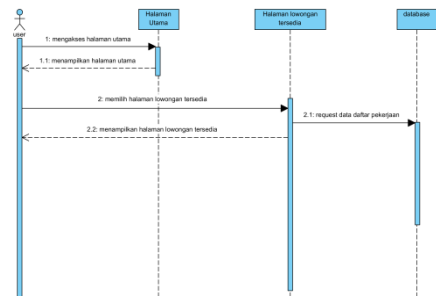 Halaman
Utama
Halaman lowongan
tersedia
database
user
1: mengakses halaman utama
1.1: menampilkan halaman utama
2: memilih halaman lowongan tersedia
2.1: request data daftar pekerjaan
2.2: menampilkan halaman lowongan tersedia